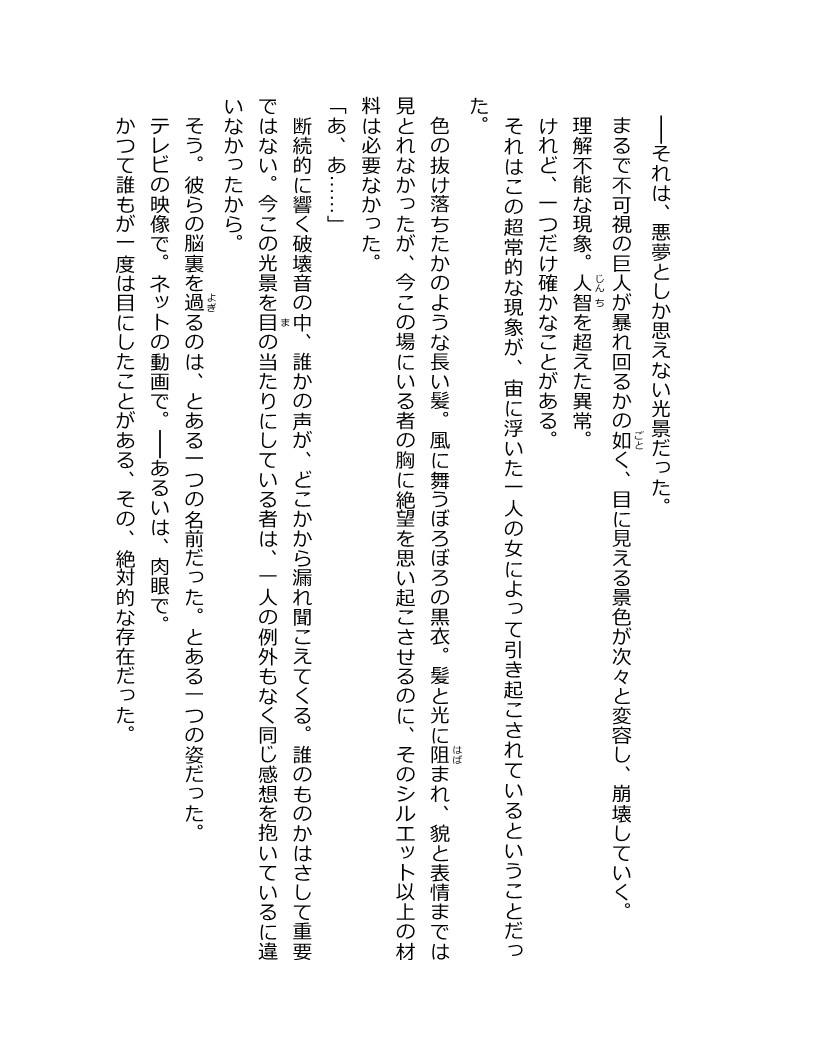 ――それは、悪夢としか思えない光景だった。
まるで不可視の巨人が暴れ回るかの如く、目に見える景色が次々と変容し、崩壊していく。
理解不能な現象。人智を超えた異常。
けれど、一つだけ確かなことがある。
それはこの超常的な現象が、宙に浮いた一人の女によって引き起こされているということだっ
た。
色の抜け落ちたかのような長い髪。風に舞うぼろぼろの黒衣。髪と光に阻まれ、貌と表情までは
見とれなかったが、今この場にいる者の胸に絶望を思い起こさせるのに、そのシルエット以上の材
料は必要なかった。
「あ、あ……」
断続的に響く破壊音の中、誰かの声が、どこかから漏れ聞こえてくる。誰のものかはさして重要
ではない。今この光景を目の当たりにしている者は、一人の例外もなく同じ感想を抱いているに違
いなかったから。
そう。彼らの脳裏を過るのは、とある一つの名前だった。とある一つの姿だった。
テレビの映像で。ネットの動画で。――あるいは、肉眼で。
かつて誰もが一度は目にしたことがある、その、絶対的な存在だった。